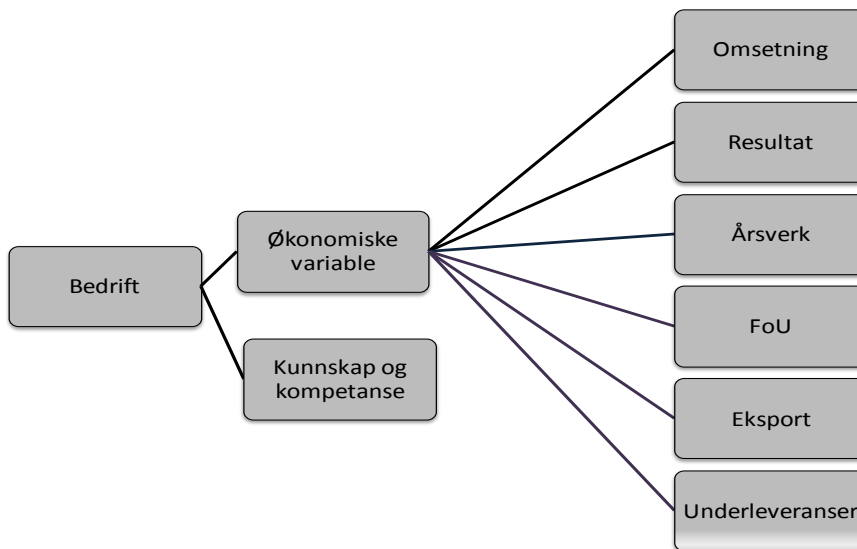 Bedrift
Økonomiske
variable
Kunnskap og
kompetanse
Omsetning
Resultat
Årsverk
FoU
Eksport
Underleveranser